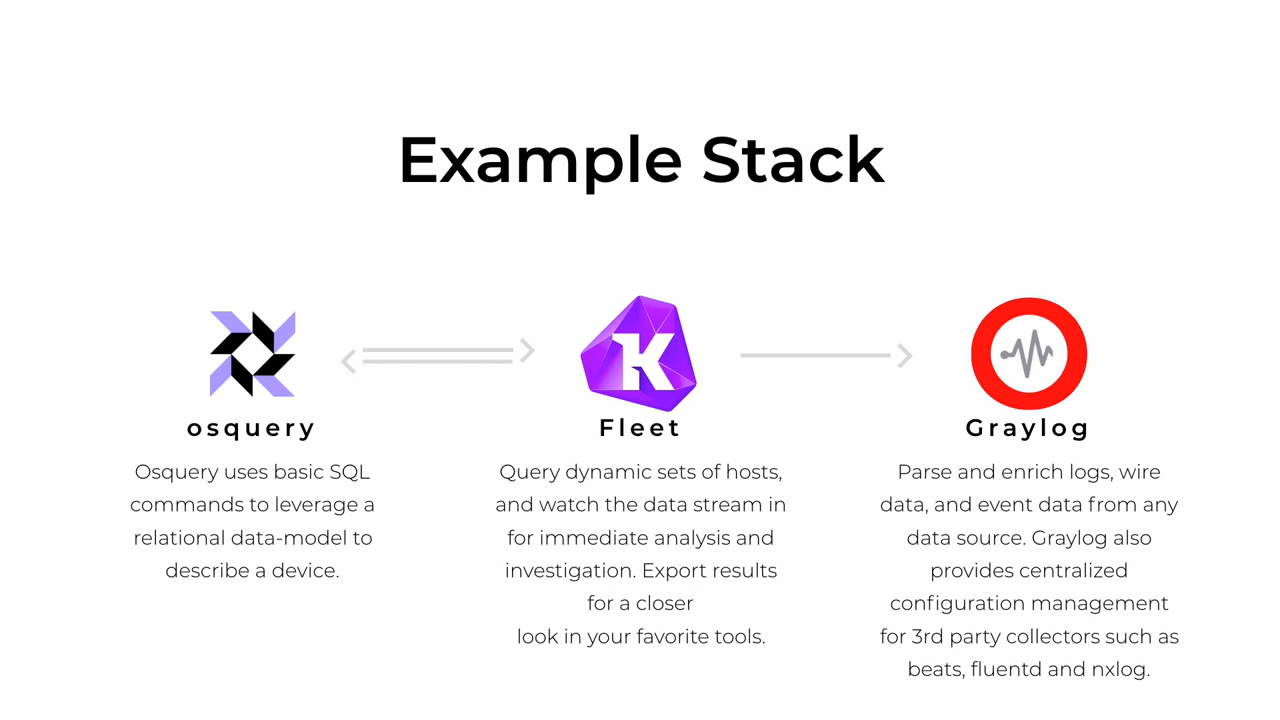 Example Stack
K
osquery
Osquery uses basic SQL
commands to leverage a
relational data-model to
describe a device.
Fleet
Query dynamic sets of hosts,
and watch the data stream in
for immediate analysis and
investigation. Export results
for a closer
look in your favorite tools.
Graylog
Parse and enrich logs, wire
data, and event data from any
data source. Graylog also
provides centralized
configuration management
for 3rd party collectors such as
beats, fluentd and nxlog.